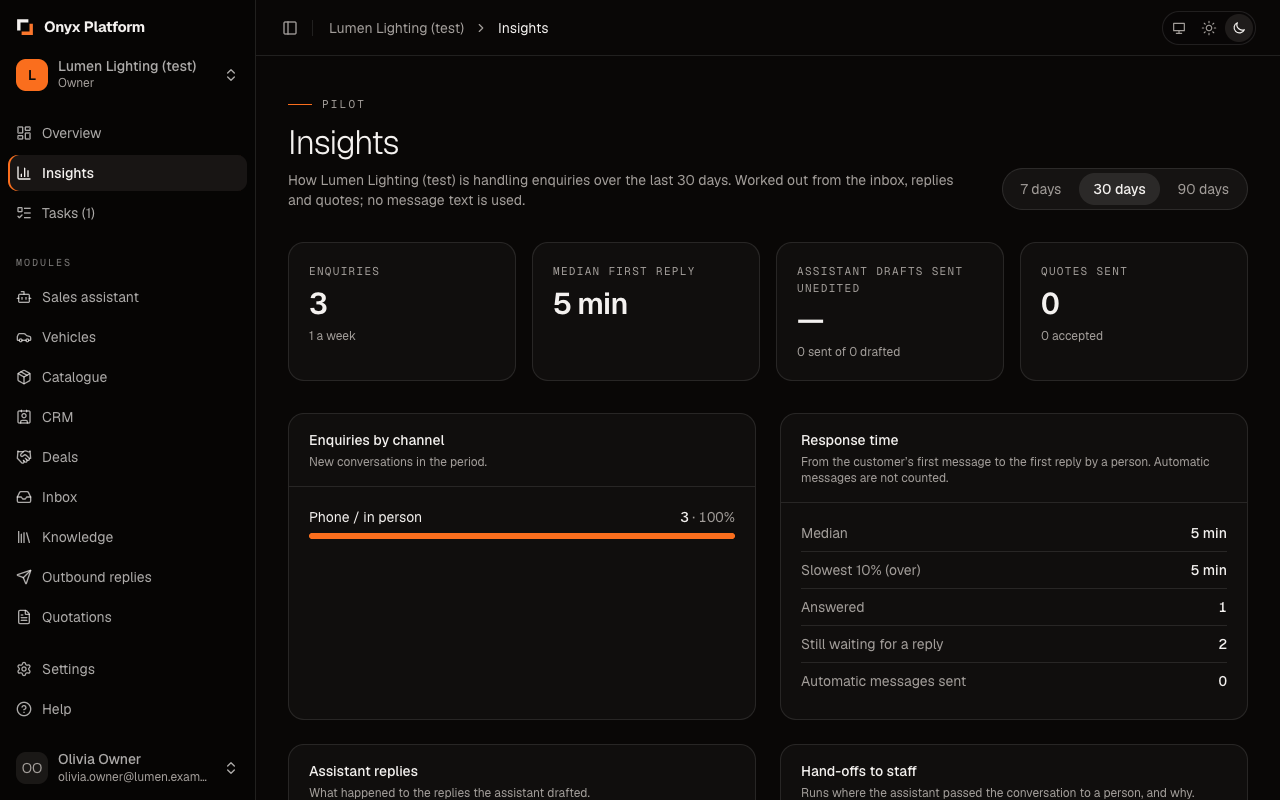 Onyx Platform
L
Lumen Lighting (test)
Owner
Overview
Insights
Tasks (1)
MODULES
Sales assistant
Vehicles
Catalogue
CRM
Deals
Inbox
Knowledge
Outbound replies
Quotations
Settings
Help
OO
Olivia Owner
olivia.owner@lumen.exam...
Lumen Lighting (test) > Insights
PILOT
Insights
How Lumen Lighting (test) is handling enquiries over the last 30 days. Worked out from the inbox, replies
and quotes; no message text is used.
7 days 30 days 90 days
ENQUIRIES
3
1 a week
MEDIAN FIRST REPLY
5 min
ASSISTANT DRAFTS SENT
UNEDITED
—
0 sent of 0 drafted
QUOTES SENT
0
0 accepted
Enquiries by channel
New conversations in the period.
Phone / in person 3 · 100%
Response time
From the customer's first message to the first reply by a person. Automatic
messages are not counted.
Median 5 min
Slowest 10% (over) 5 min
Answered 1
Still waiting for a reply 2
Automatic messages sent 0
Assistant replies
What happened to the replies the assistant drafted.
Hand-offs to staff
Runs where the assistant passed the conversation to a person, and why.